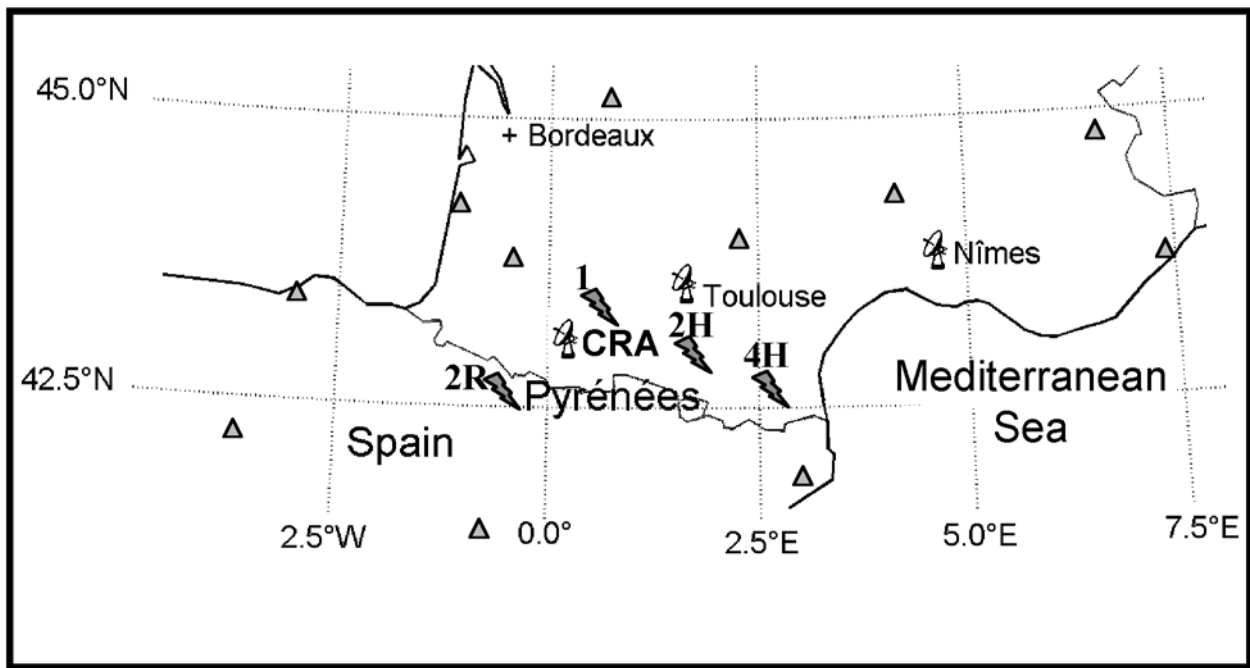 45.0°N
+ Bordeaux
Nîmes
1
Toulouse
2H
CRA
4H
42.5°N
2R
Pyrénées
Mediterranean
Sea
Spain
2.5°W
0.0°
2.5°E
5.0°E
7.5°E